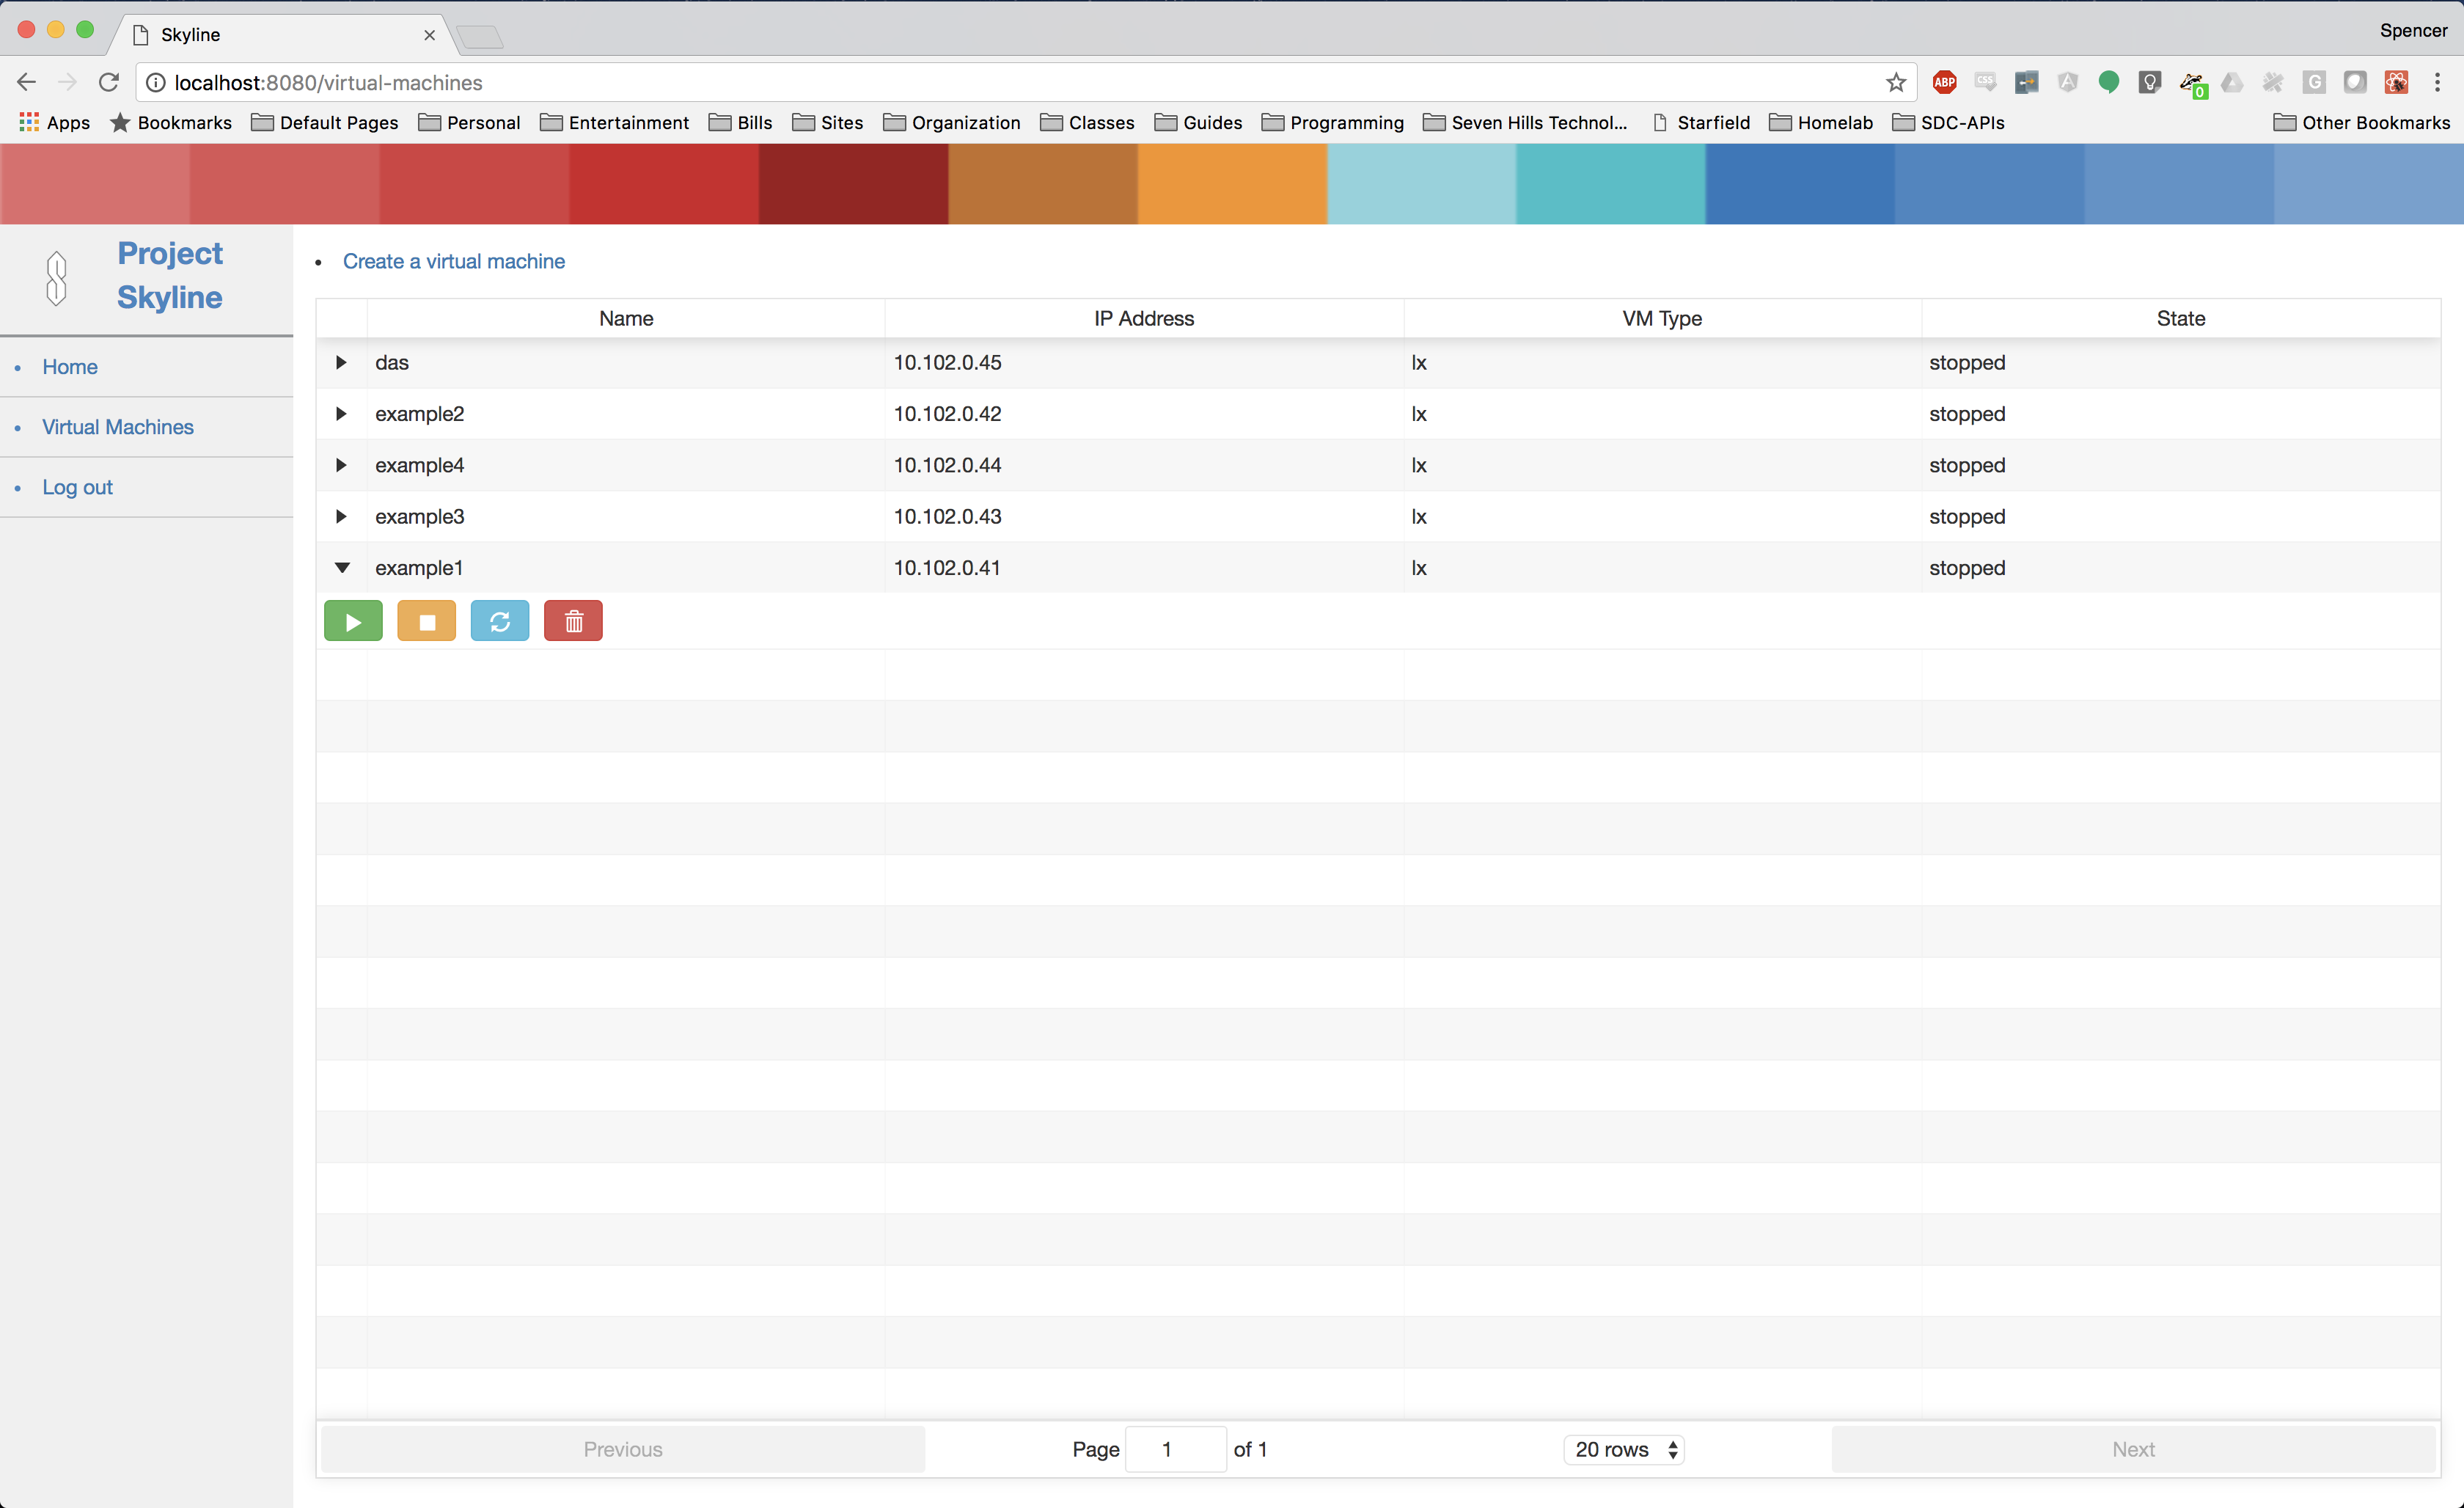 Skyline
Spencer
localhost:8080/virtual-machines
ABP
CSS
0
G
Apps Bookmarks Default Pages Personal Entertainment Bills Sites Organization Classes Guides Programming Seven Hills Technol... Starfield Homelab SDC-APIs Other Bookmarks
Project
Skyline
Home
Virtual Machines
Log out
Create a virtual machine
Name IP Address VM Type State
das 10.102.0.45 lx stopped
example2 10.102.0.42 lx stopped
example4 10.102.0.44 lx stopped
example3 10.102.0.43 lx stopped
example1 10.102.0.41 lx stopped
Previous Page 1 of 1 20 rows Next